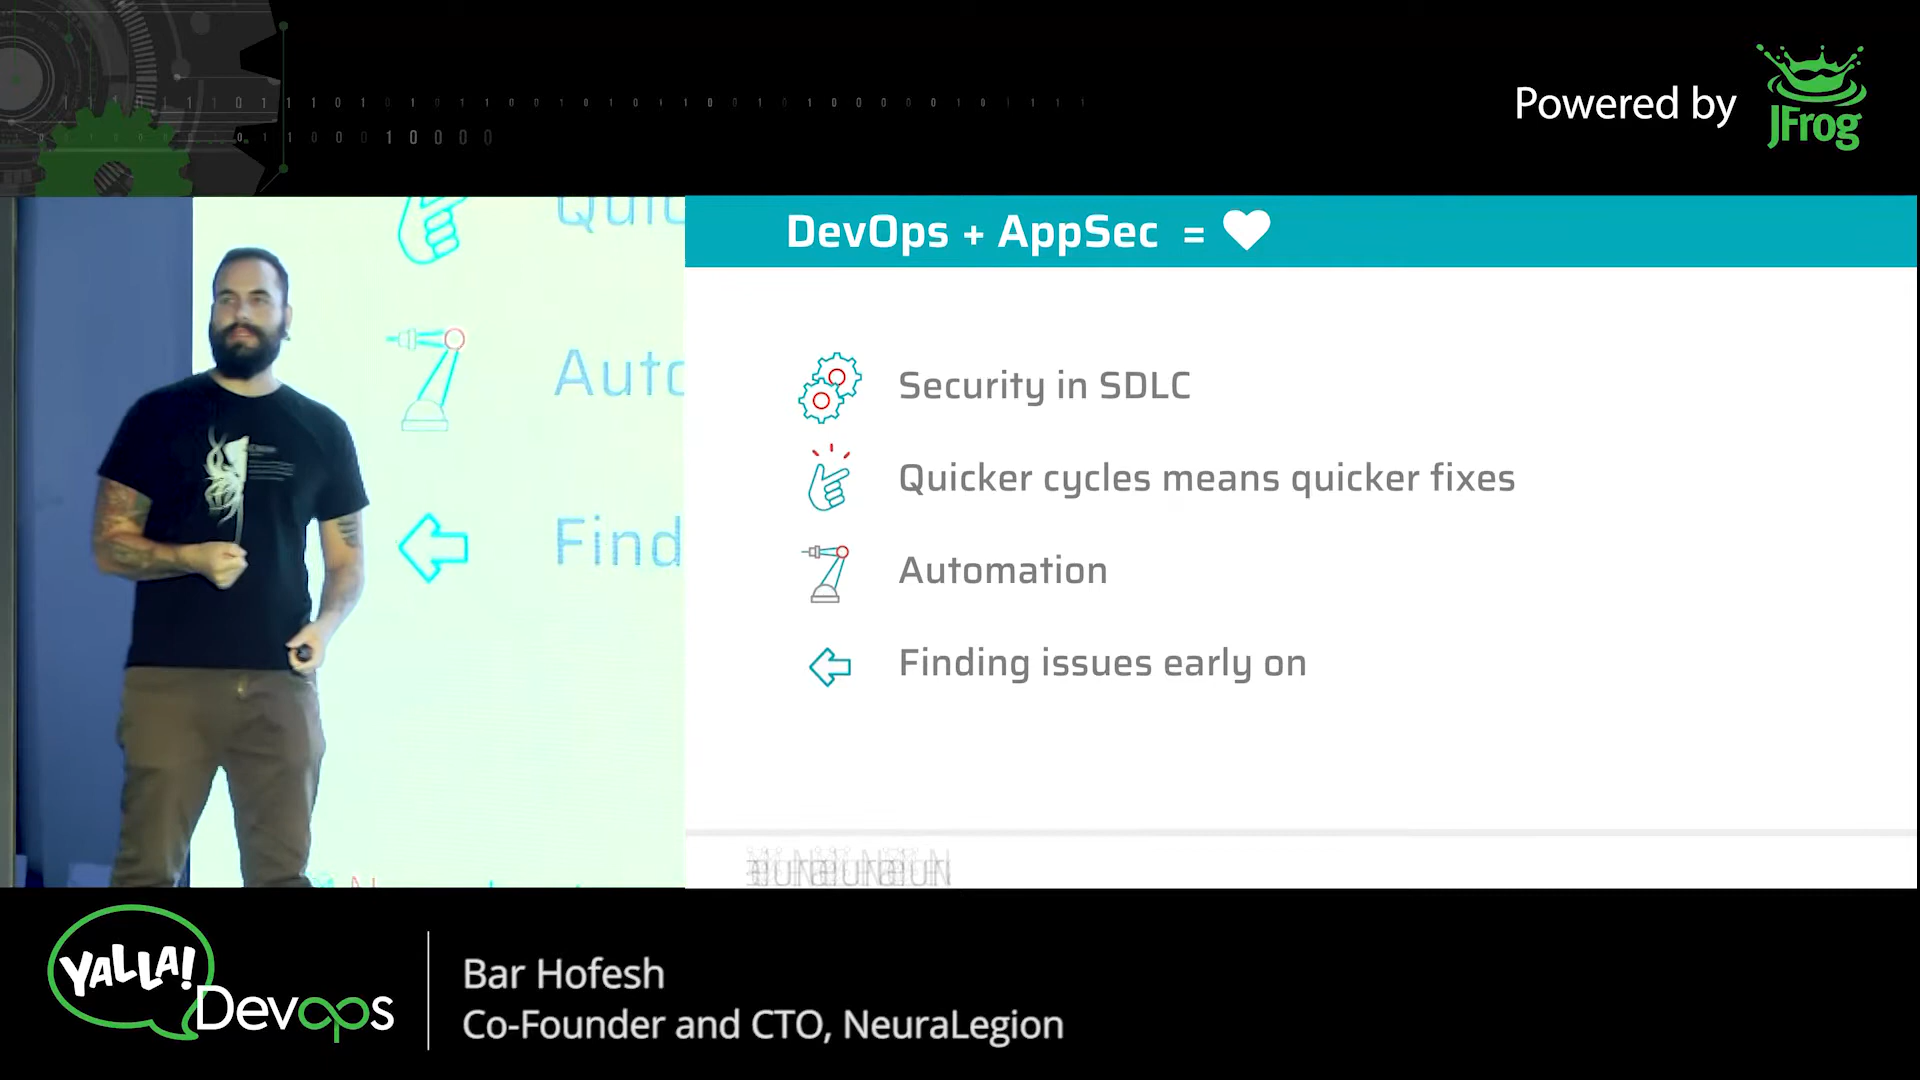 Powered by
JFrog
DevOps + AppSec = ♥
Security in SDLC
Quicker cycles means quicker fixes
Automation
Finding issues early on
Quic
Auto
Find
YALLA!
Devops
Bar Hofesh
Co-Founder and CTO, NeuraLegion